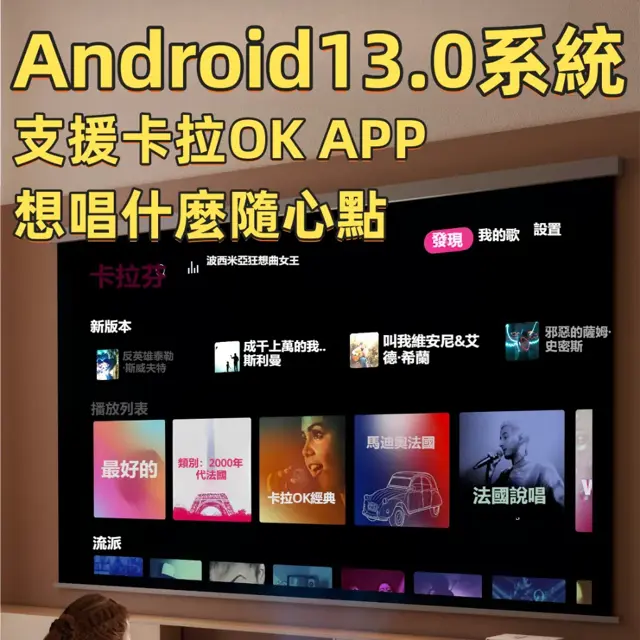 Android13.0系統
支援卡拉OK APP
想唱什麼隨心點
發現
我的歌
設置
卡拉芬
波西米亞狂想曲女王
新版本
反英雄泰勒
·斯威夫特
成千上萬的我..
斯利曼
叫我維安尼&艾
德·希蘭
邪惡的薩姆·
史密斯
播放列表
最好的
類別：2000年
代法國
卡拉OK經典
馬迪奧法國
法國說唱
流派